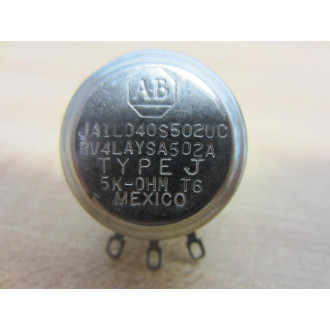 AB
JA1L040S502UC
RV4LAYSA502A
TYPE J
5K-OHM T6
MEXICO